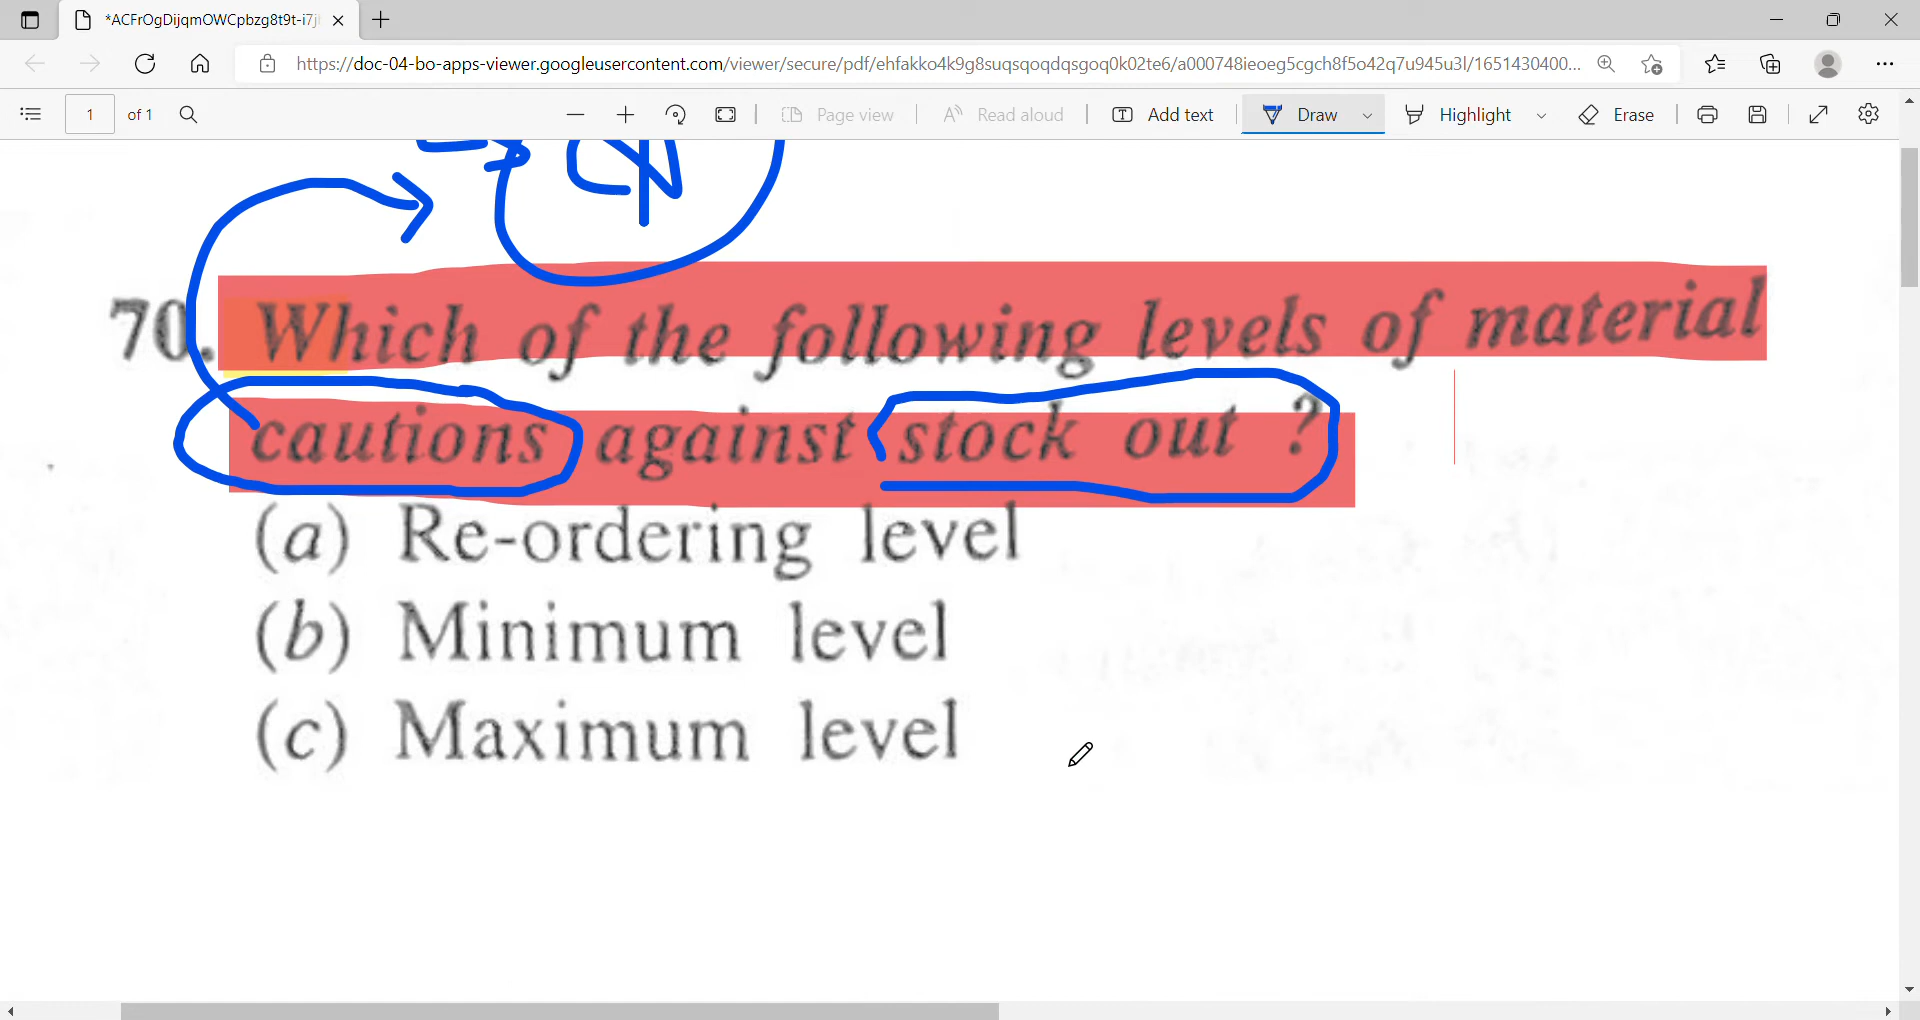 *ACFrOgDijqmOWCpbzg8t9t-i7j
https://doc-04-bo-apps-viewer.googleusercontent.com/viewer/secure/pdf/ehfakko4k9g8suqsqoqdqsgoq0k02te6/a000748ieoeg5cgch8f5o42q7u945u3l/1651430400...
1 of 1 Page view Read aloud Add text Draw Highlight Erase
70. Which of the following levels of material
cautions against stock out ?
(a) Re-ordering level
(b) Minimum level
(c) Maximum level